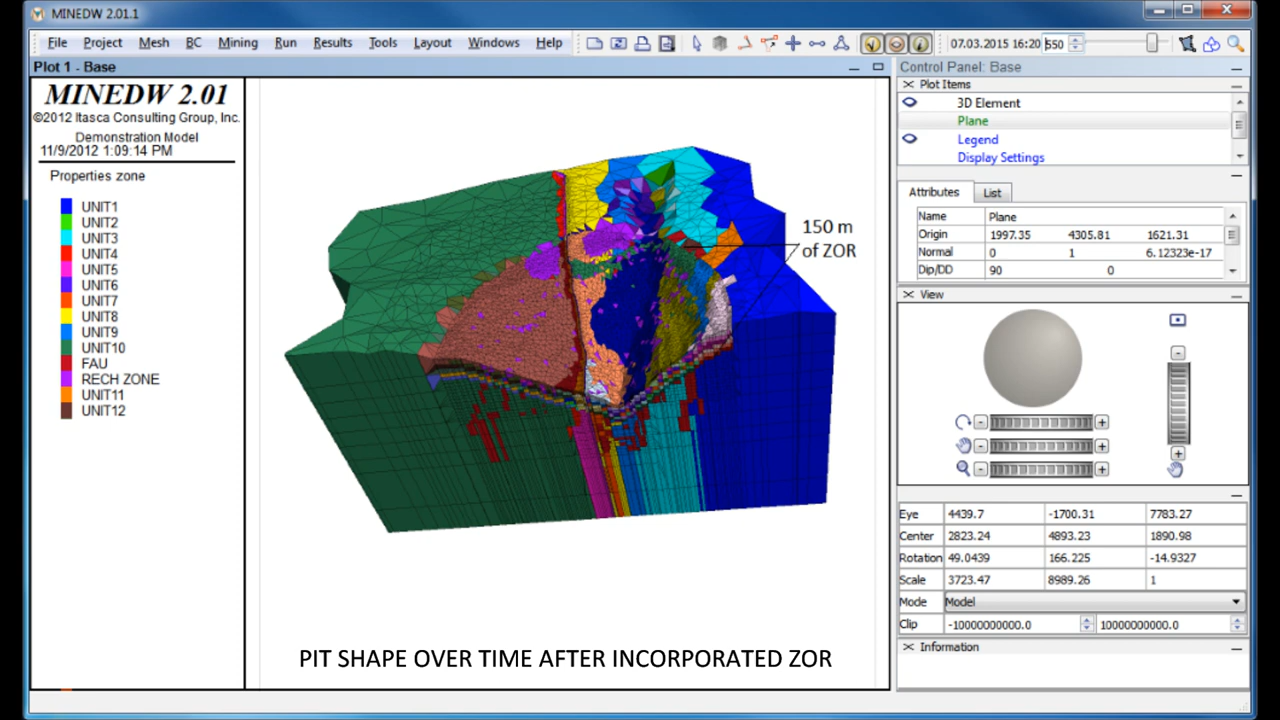 MINEDW 2.01.1
File Project Mesh BC Mining Run Results Tools Layout Windows Help 07.03.2015 16:20 550
Plot 1 - Base
MINEDW 2.01
©2012 Itasca Consulting Group, Inc.
Demonstration Model
11/9/2012 1:09:14 PM
Properties zone
UNIT1
UNIT2
UNIT3
UNIT4
UNIT5
UNIT6
UNIT7
UNIT8
UNIT9
UNIT10
FAU
RECH ZONE
UNIT11
UNIT12
150 m
of ZOR
PIT SHAPE OVER TIME AFTER INCORPORATED ZOR
Control Panel: Base
Plot Items
3D Element
Plane
Legend
Display Settings
Attributes List
Name Plane
Origin 1997.35 4305.81 1621.31
Normal 0 1 6.12323e-17
Dip/DD 90 0
View
Eye 4439.7 -1700.31 7783.27
Center 2823.24 4893.23 1890.98
Rotation 49.0439 166.225 -14.9327
Scale 3723.47 8989.26 1
Mode Model
Clip -10000000000.0 10000000000.0
Information